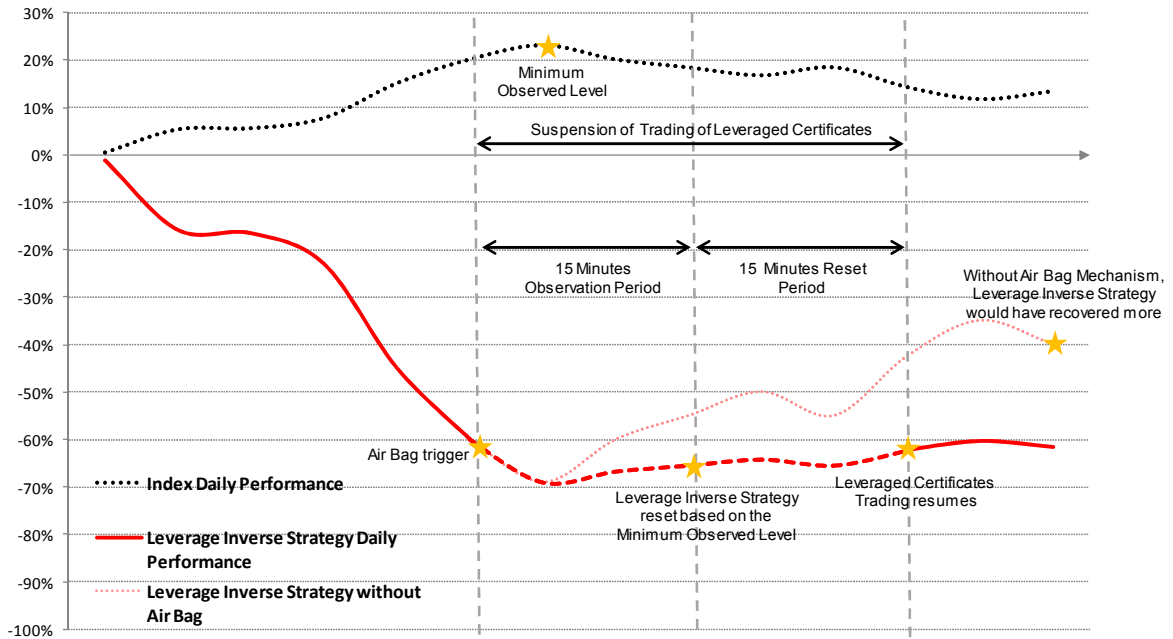 30%
20%
10%
0%
-10%
-20%
-30%
-40%
-50%
-60%
-70%
-80%
-90%
-100%
Minimum
Observed Level
Suspension of Trading of Leveraged Certificates
15 Minutes
Observation Period
15 Minutes Reset
Period
Without Air Bag Mechanism,
Leverage Inverse Strategy
would have recovered more
Air Bag trigger
Leverage Inverse Strategy
reset based on the
Minimum Observed Level
Leveraged Certificates
Trading resumes
Index Daily Performance
Leverage Inverse Strategy Daily
Performance
Leverage Inverse Strategy without
Air Bag